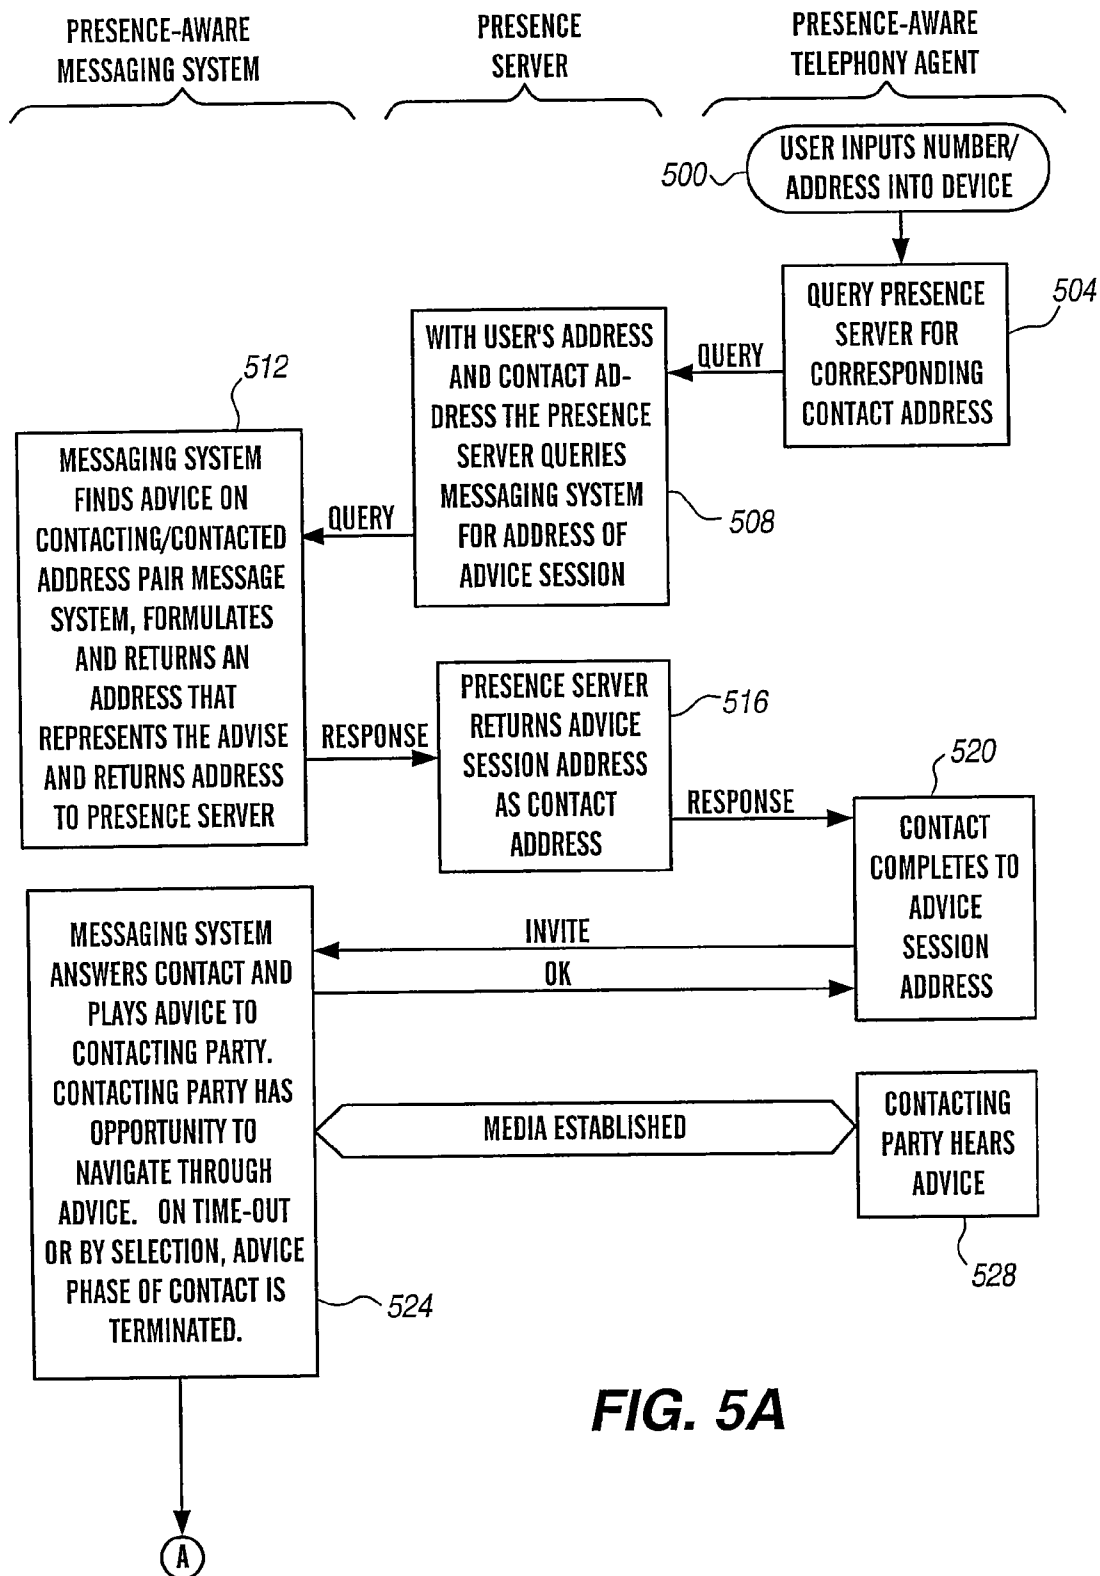 PRESENCE-AWARE
MESSAGING SYSTEM
PRESENCE
SERVER
PRESENCE-AWARE
TELEPHONY AGENT
500
USER INPUTS NUMBER/
ADDRESS INTO DEVICE
504
QUERY PRESENCE
SERVER FOR
CORRESPONDING
CONTACT ADDRESS
QUERY
WITH USER'S ADDRESS
AND CONTACT AD-
DRESS THE PRESENCE
SERVER QUERIES
MESSAGING SYSTEM
FOR ADDRESS OF
ADVICE SESSION
508
QUERY
512
MESSAGING SYSTEM
FINDS ADVICE ON
CONTACTING/CONTACTED
ADDRESS PAIR MESSAGE
SYSTEM, FORMULATES
AND RETURNS AN
ADDRESS THAT
REPRESENTS THE ADVISE
AND RETURNS ADDRESS
TO PRESENCE SERVER
RESPONSE
PRESENCE SERVER
RETURNS ADVICE
SESSION ADDRESS
AS CONTACT
ADDRESS
516
RESPONSE
520
CONTACT
COMPLETES TO
ADVICE
SESSION
ADDRESS
INVITE
OK
MESSAGING SYSTEM
ANSWERS CONTACT AND
PLAYS ADVICE TO
CONTACTING PARTY.
CONTACTING PARTY HAS
OPPORTUNITY TO
NAVIGATE THROUGH
ADVICE. ON TIME-OUT
OR BY SELECTION, ADVICE
PHASE OF CONTACT IS
TERMINATED.
524
MEDIA ESTABLISHED
CONTACTING
PARTY HEARS
ADVICE
528
FIG. 5A
A